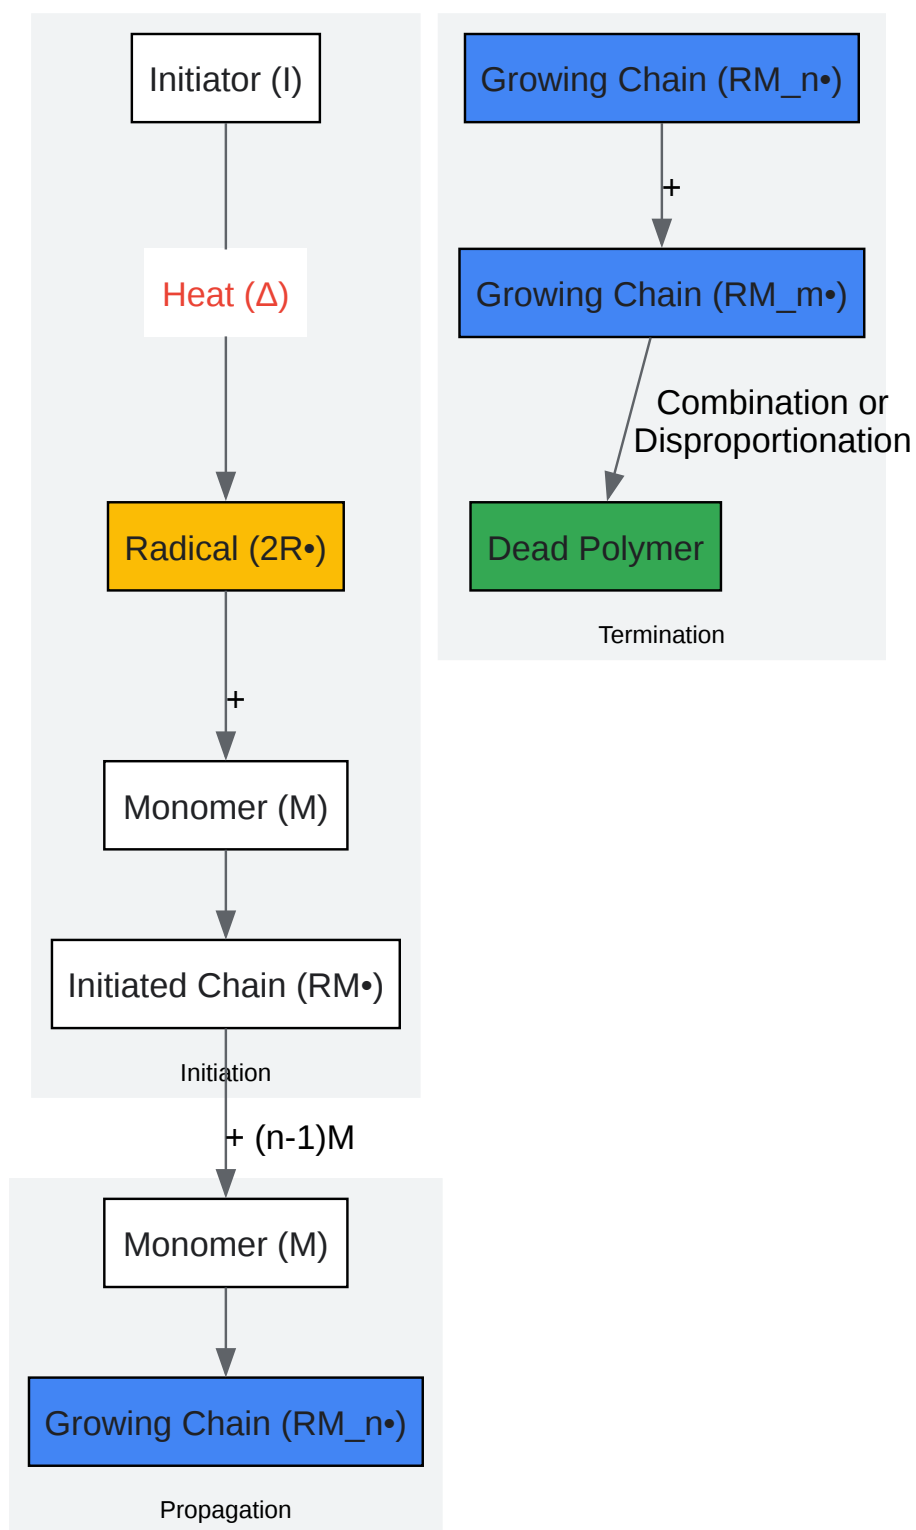 Initiator (I)
Heat (Δ)
Radical (2R•)
+
Monomer (M)
Initiated Chain (RM•)
Initiation
+ (n-1)M
Monomer (M)
Growing Chain (RM_n•)
Propagation
Growing Chain (RM_n•)
+
Growing Chain (RM_m•)
Combination or
Disproportionation
Dead Polymer
Termination